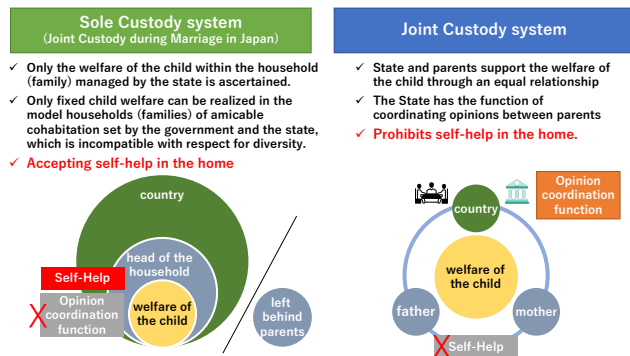 Sole Custody system
(Joint Custody during Marriage in Japan)
✓ Only the welfare of the child within the household
(family) managed by the state is ascertained.
✓ Only fixed child welfare can be realized in the
model households (families) of amicable
cohabitation set by the government and the state,
which is incompatible with respect for diversity.
✓ Accepting self-help in the home
country
head of the
household
Self-Help
Opinion
coordination
function
welfare of
the child
left
behind
parents
Joint Custody system
✓ State and parents support the welfare of
the child through an equal relationship
✓ The State has the function of
coordinating opinions between parents
✓ Prohibits self-help in the home.
Opinion
coordination
function
country
welfare of
the child
father
mother
Self-Help